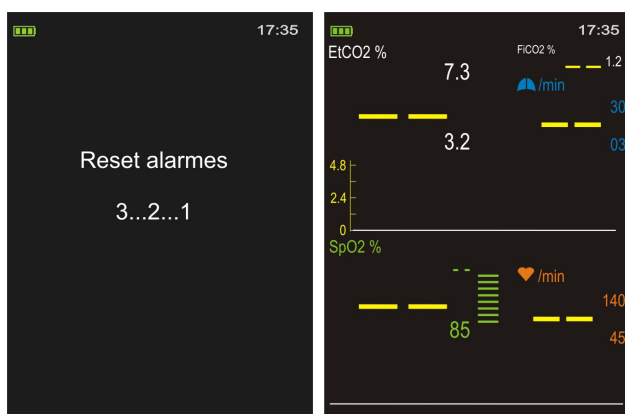 17:35
Reset alarmes
3...2...1
17:35
EtCO2 %
FiCO2 %
7.3
1.2
/min
30
3.2
03
4.8
2.4
0
SpO2 %
/min
- -
140
85
45